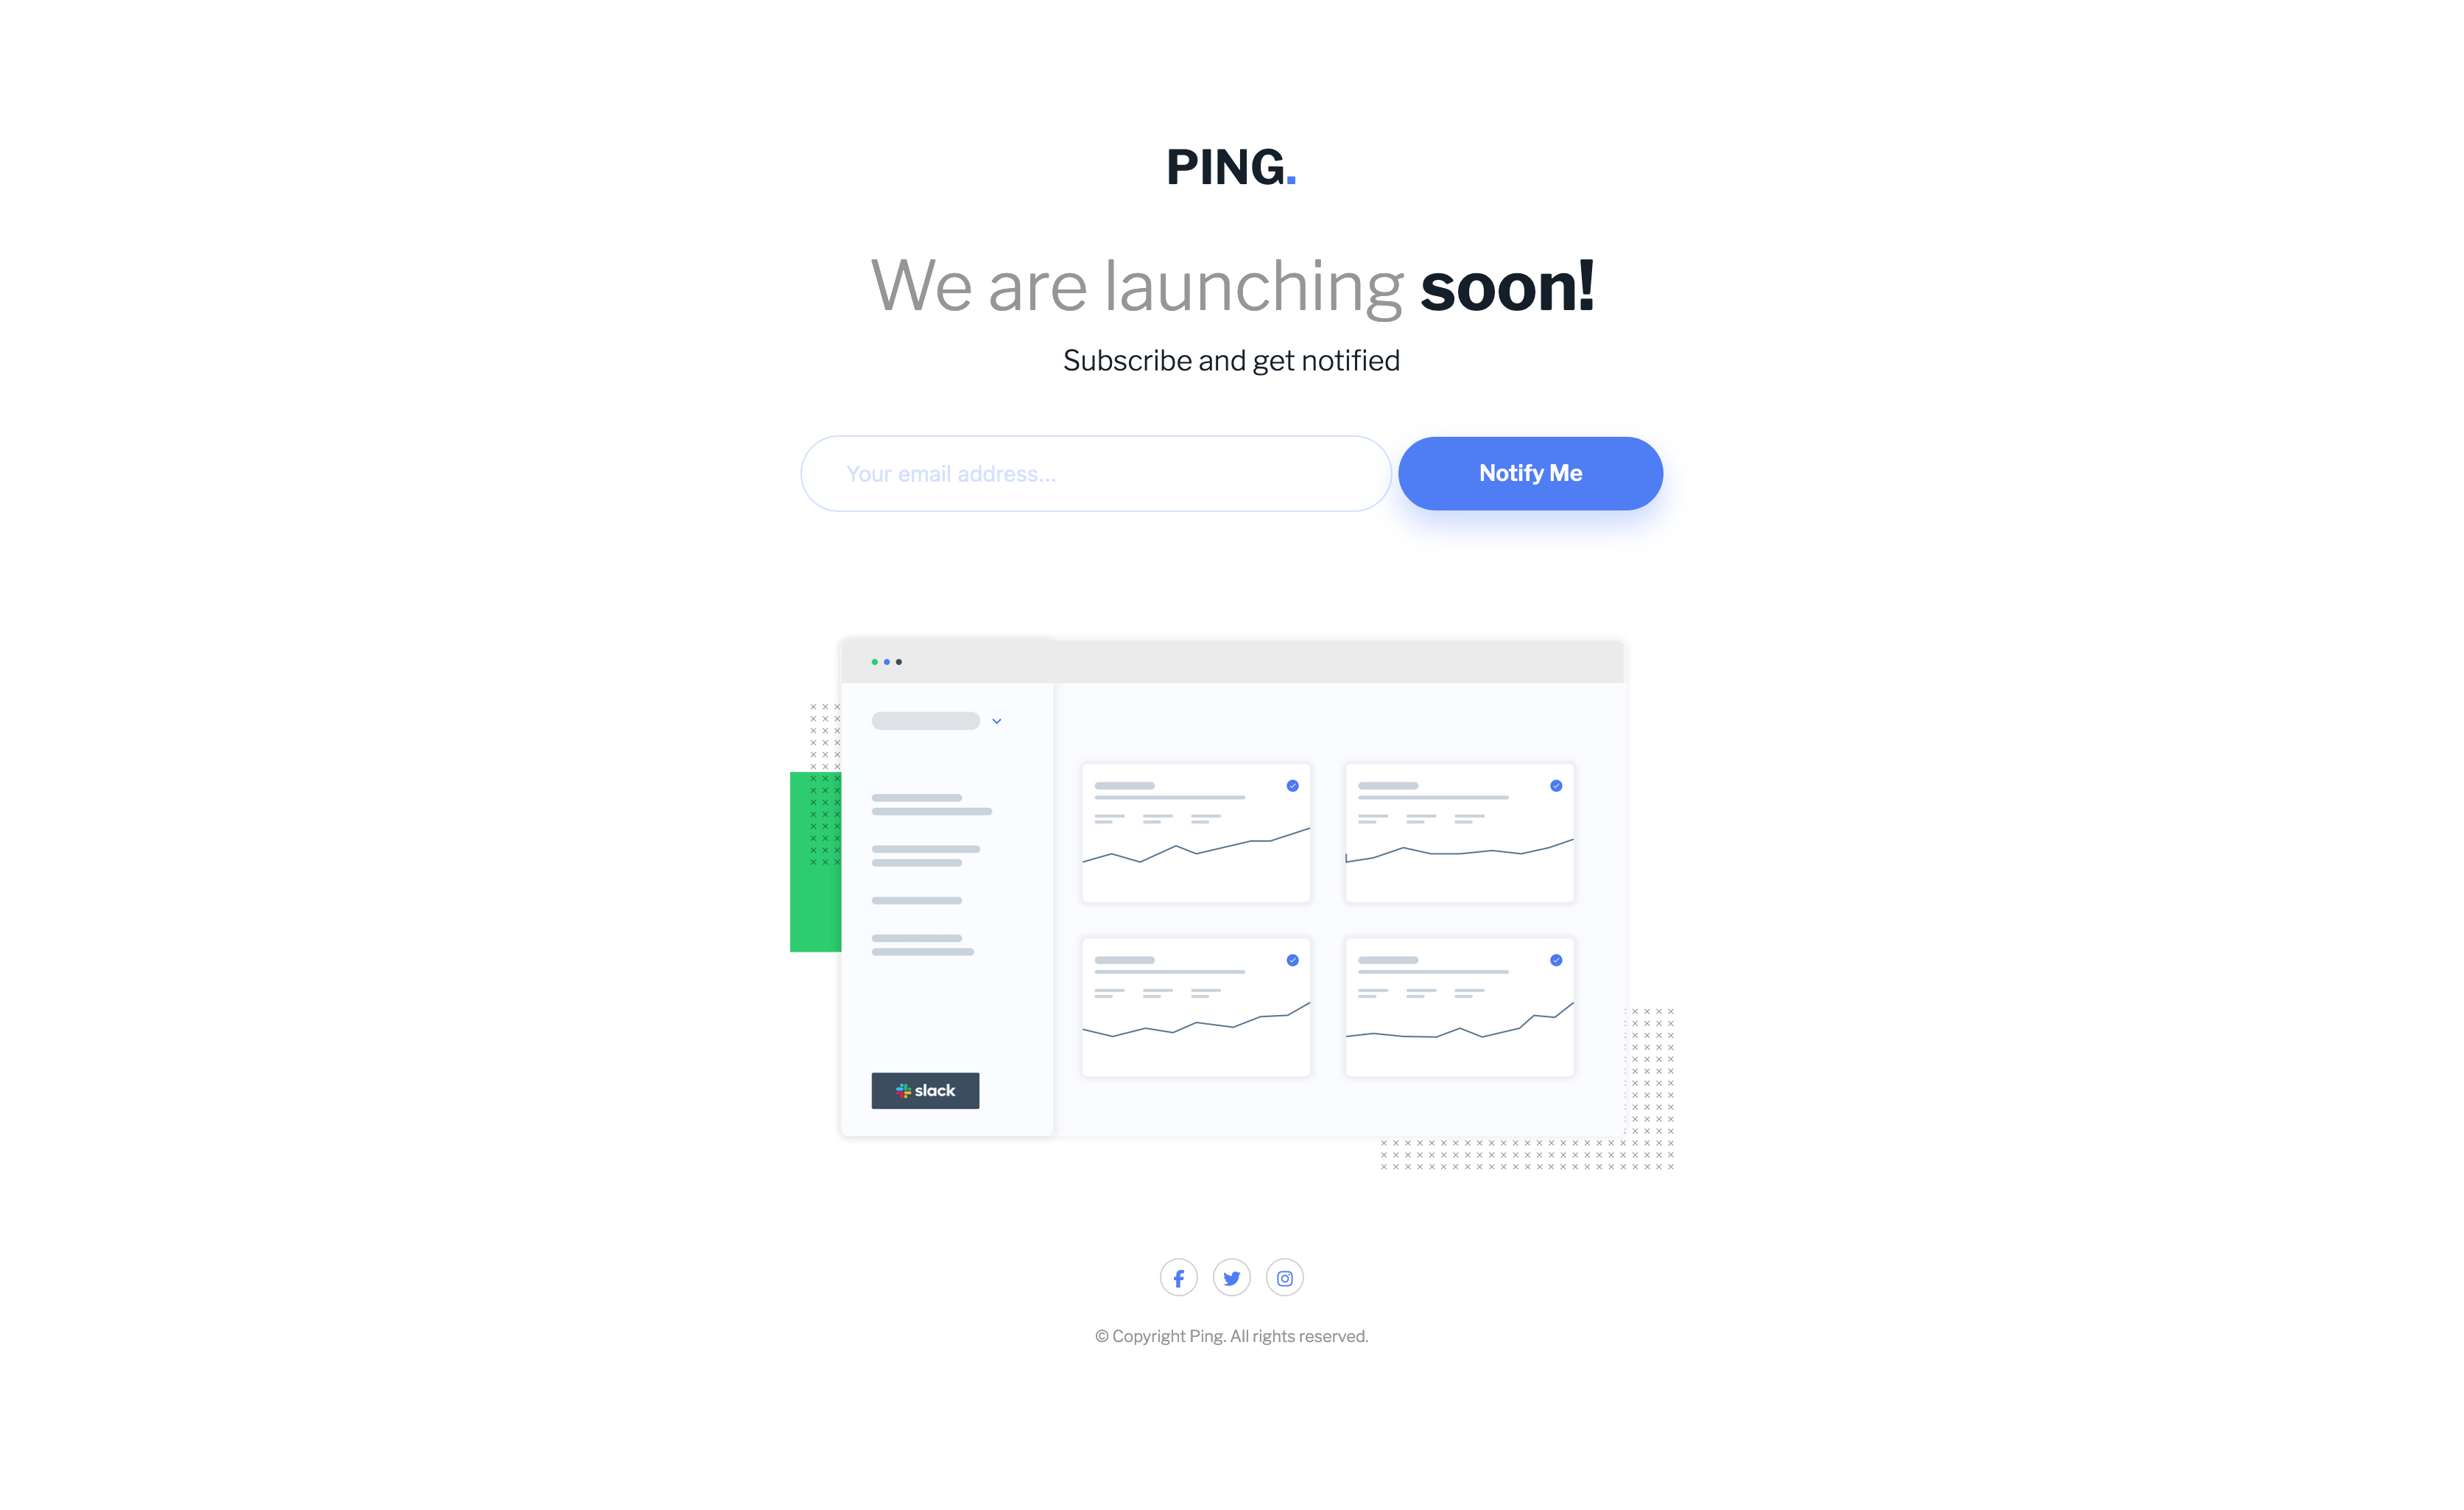 PING.
We are launching soon!
Subscribe and get notified
Your email address...
Notify Me
slack
© Copyright Ping. All rights reserved.